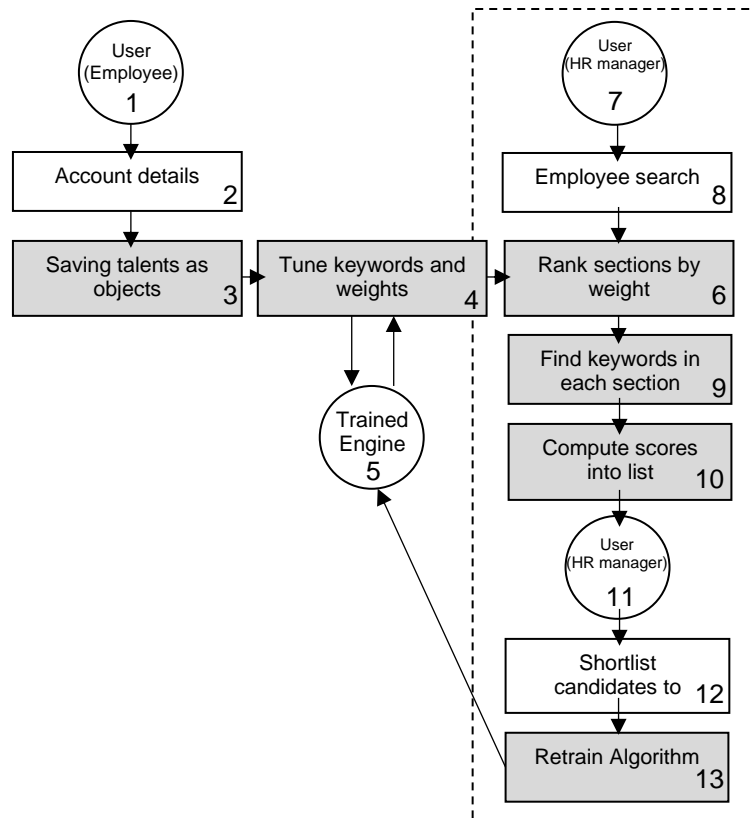 User
(Employee)
1
Account details
2
Saving talents as
objects
3
Tune keywords and
weights
4
Trained
Engine
5
User
(HR manager)
7
Employee search
8
Rank sections by
weight
6
Find keywords in
each section
9
Compute scores
into list
10
User
(HR manager)
11
Shortlist
candidates to
12
Retrain Algorithm
13